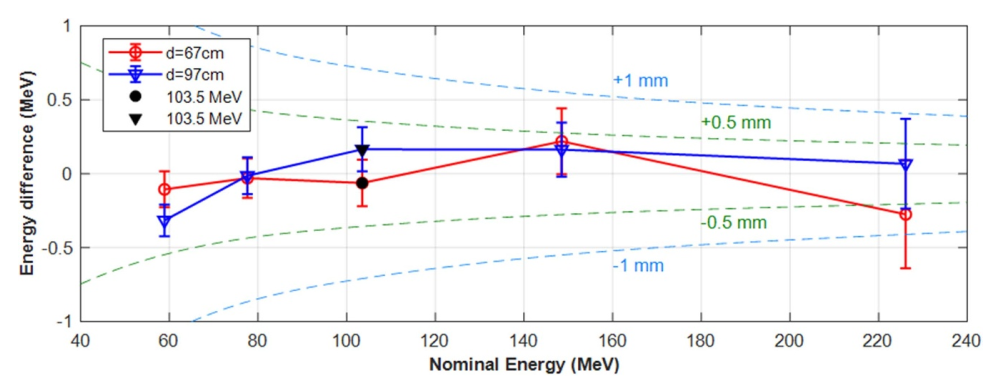 1
0.5
0
-0.5
-1
Energy difference (MeV)
d=67cm
d=97cm
103.5 MeV
103.5 MeV
+1 mm
+0.5 mm
-0.5 mm
-1 mm
40 60 80 100 120 140 160 180 200 220 240
Nominal Energy (MeV)